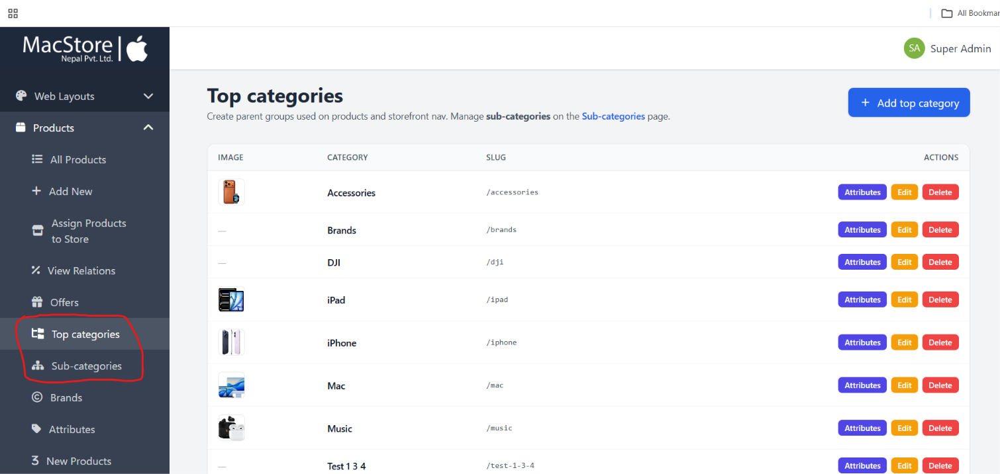 All Bookmar
MacStore
Nepal Pvt. Ltd.
SA Super Admin
Web Layouts
Products
All Products
Add New
Assign Products
to Store
View Relations
Offers
Top categories
Sub-categories
Brands
Attributes
New Products
Top categories
Create parent groups used on products and storefront nav. Manage sub-categories on the Sub-categories page.
+ Add top category
IMAGE CATEGORY SLUG ACTIONS
Accessories /accessories Attributes Edit Delete
— Brands /brands Attributes Edit Delete
— DJI /dji Attributes Edit Delete
iPad /ipad Attributes Edit Delete
iPhone /iphone Attributes Edit Delete
Mac /mac Attributes Edit Delete
Music /music Attributes Edit Delete
— Test 1 3 4 /test-1-3-4 Attributes Edit Delete